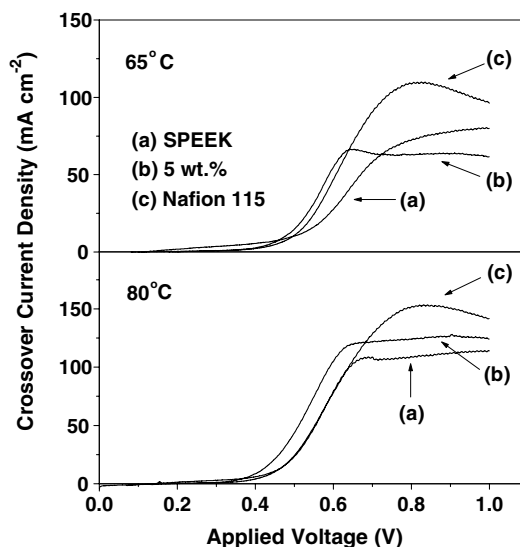 150
65°C
(c)
100
(a) SPEEK
(b) 5 wt.%
(c) Nafion 115
50
(b)
(a)
0
80°C
(c)
150
100
(b)
(a)
50
0
0.0 0.2 0.4 0.6 0.8 1.0
Applied Voltage (V)
Crossover Current Density (mA cm⁻²)